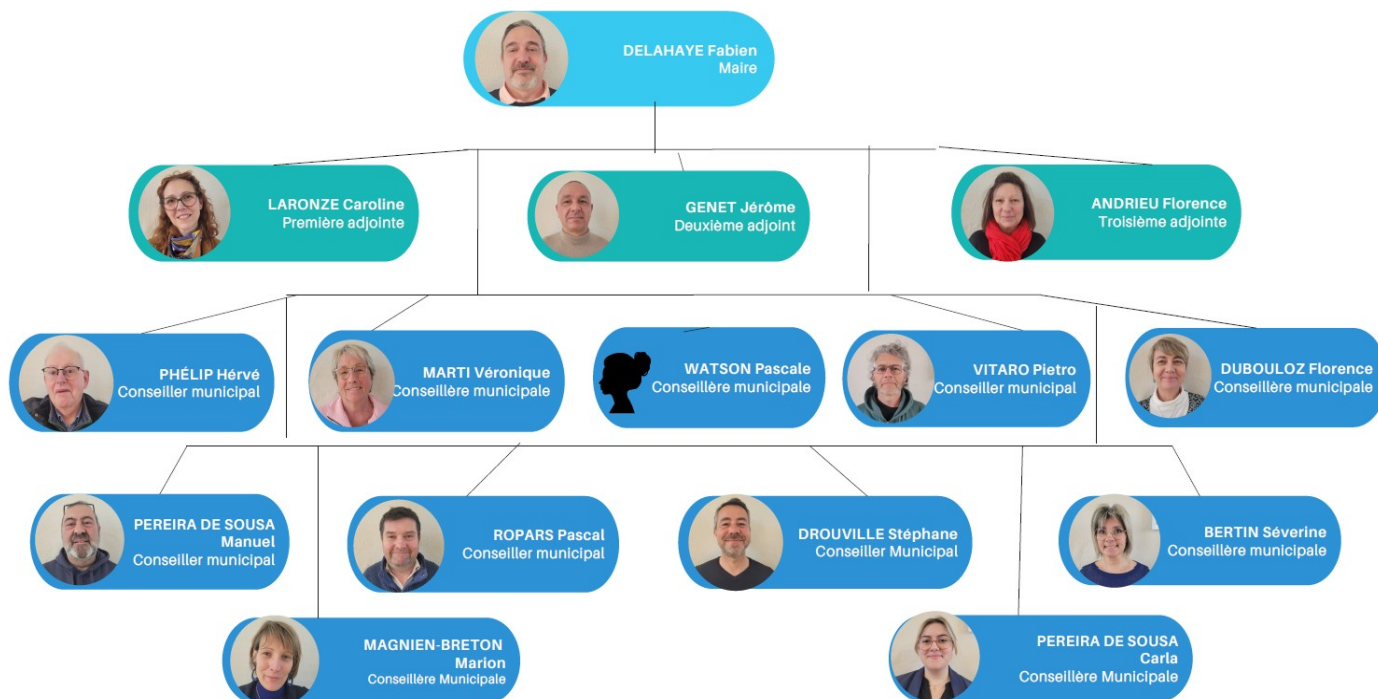 DELAHAYE Fabien
Maire
LARONZE Caroline
Première adjointe
GENET Jérôme
Deuxième adjoint
ANDRIEU Florence
Troisième adjointe
PHÉLIP Hérvé
Conseiller municipal
MARTI Véronique
Conseillère municipale
WATSON Pascale
Conseillère municipale
VITARO Pietro
Conseiller municipal
DUBOULOZ Florence
Conseillère municipale
PEREIRA DE SOUSA
Manuel
Conseiller municipal
ROPARS Pascal
Conseiller municipal
DROUVILLE Stéphane
Conseiller Municipal
BERTIN Séverine
Conseillère municipale
MAGNIEN-BRETON
Marion
Conseillère Municipale
PEREIRA DE SOUSA
Carla
Conseillère Municipale